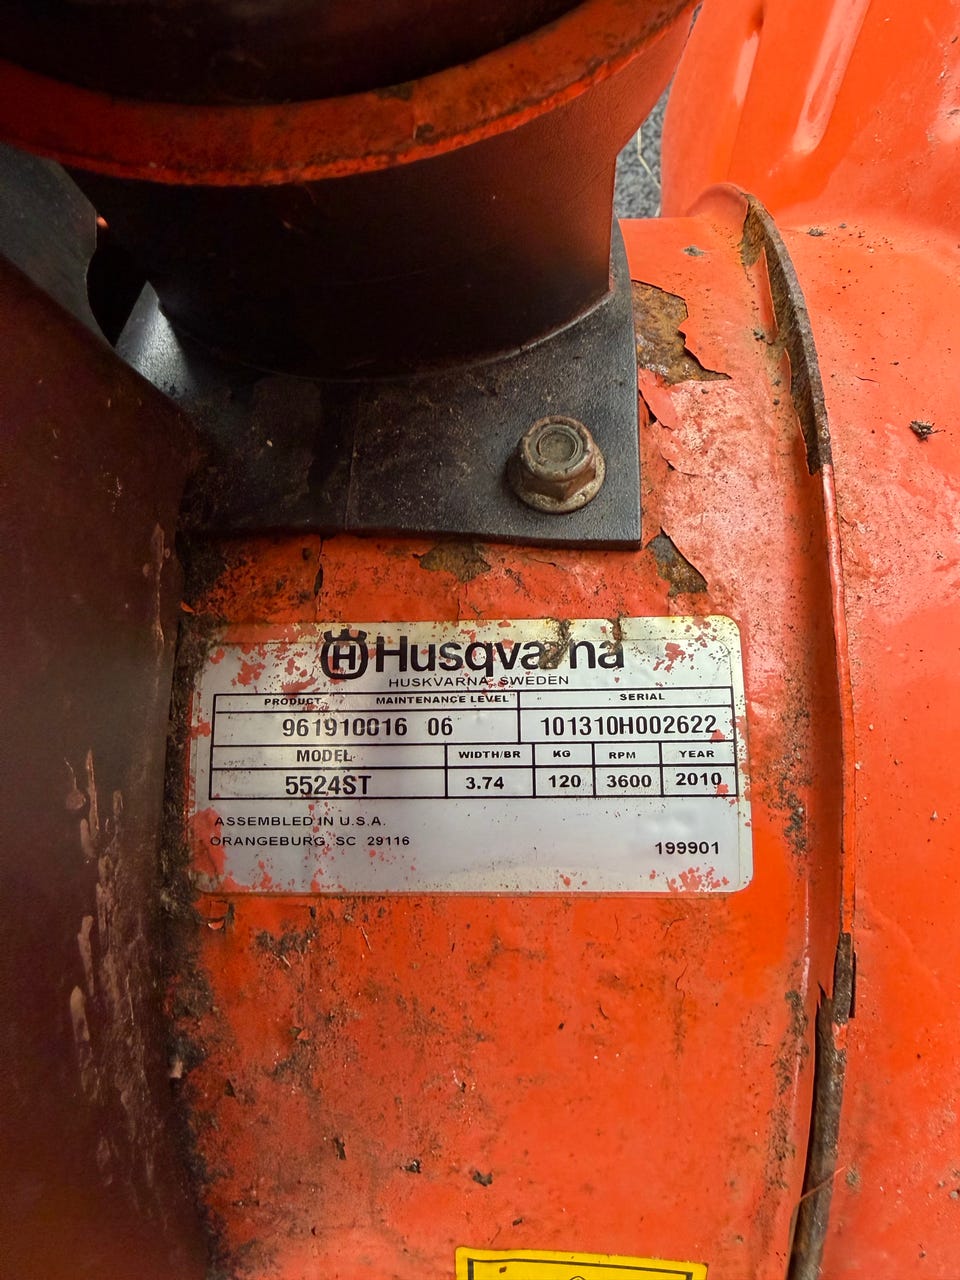 Husqvarna
HUSKVARNA, SWEDEN
PRODUCT MAINTENANCE LEVEL SERIAL
961910016 06 101310H002622
MODEL WIDTH/BR KG RPM YEAR
5524ST 3.74 120 3600 2010
ASSEMBLED IN U.S.A.
ORANGEBURG, SC 29116
199901